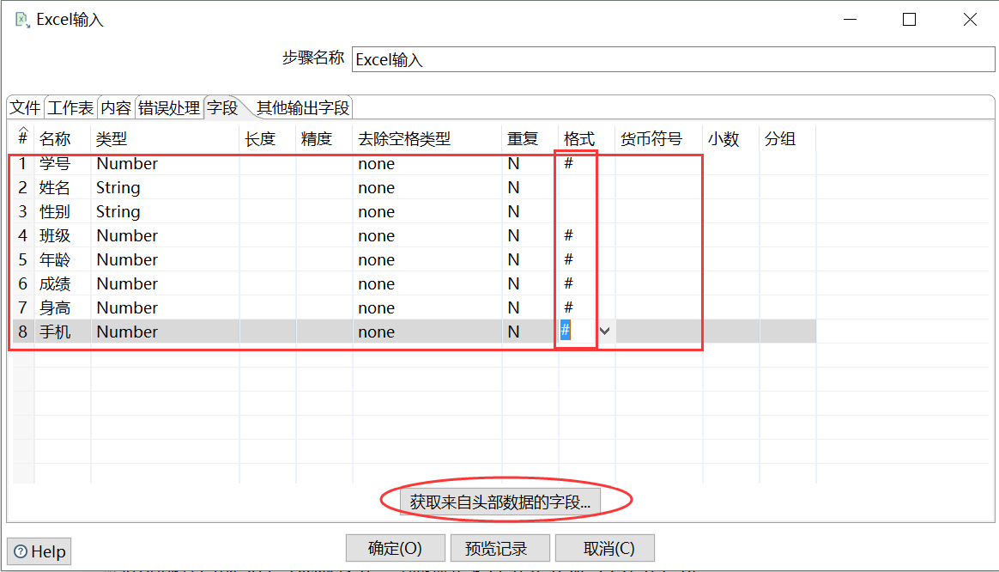 Excel输入
步骤名称 Excel输入
文件 工作表 内容 错误处理 字段 其他输出字段
# 名称 类型 长度 精度 去除空格类型 重复 格式 货币符号 小数 分组
1 学号 Number none N #
2 姓名 String none N
3 性别 String none N
4 班级 Number none N #
5 年龄 Number none N #
6 成绩 Number none N #
7 身高 Number none N #
8 手机 Number none N #
获取来自头部数据的字段...
Help 确定(O) 预览记录 取消(C)